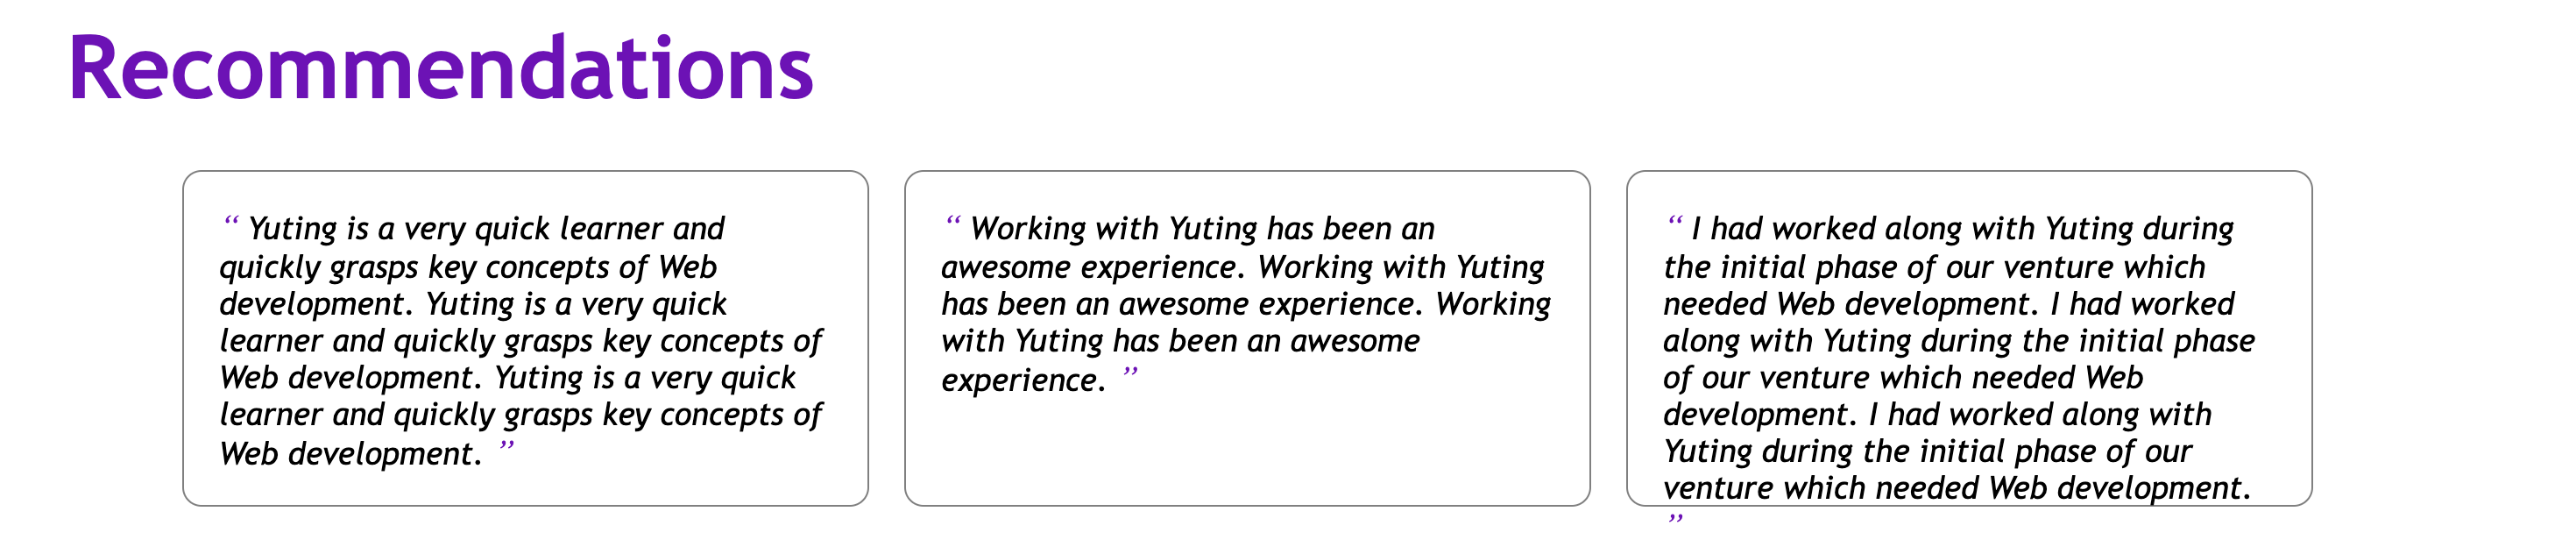 Recommendations
“ Yuting is a very quick learner and
quickly grasps key concepts of Web
development. Yuting is a very quick
learner and quickly grasps key concepts of
Web development. Yuting is a very quick
learner and quickly grasps key concepts of
Web development. ”
“ Working with Yuting has been an
awesome experience. Working with Yuting
has been an awesome experience. Working
with Yuting has been an awesome
experience. ”
“ I had worked along with Yuting during
the initial phase of our venture which
needed Web development. I had worked
along with Yuting during the initial phase
of our venture which needed Web
development. I had worked along with
Yuting during the initial phase of our
venture which needed Web development.
”